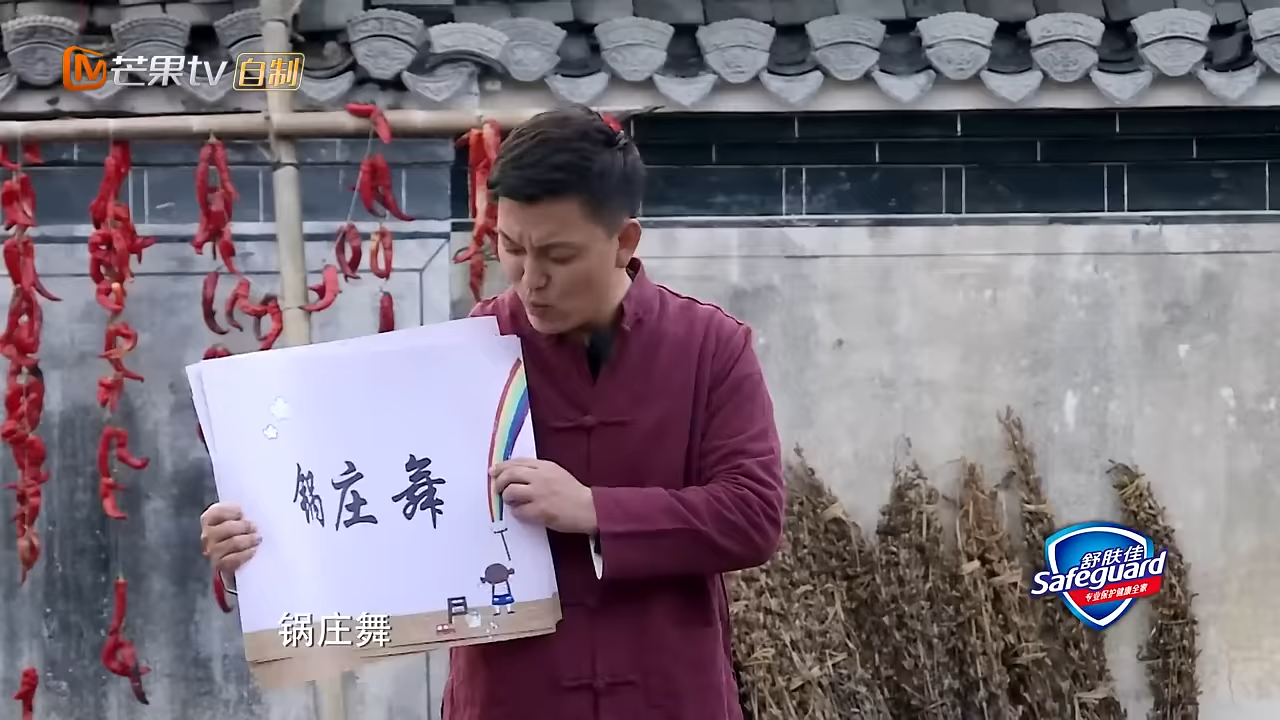 芒果tv 自制
锅庄舞
锅庄舞
舒肤佳
Safeguard
专业保护健康全家